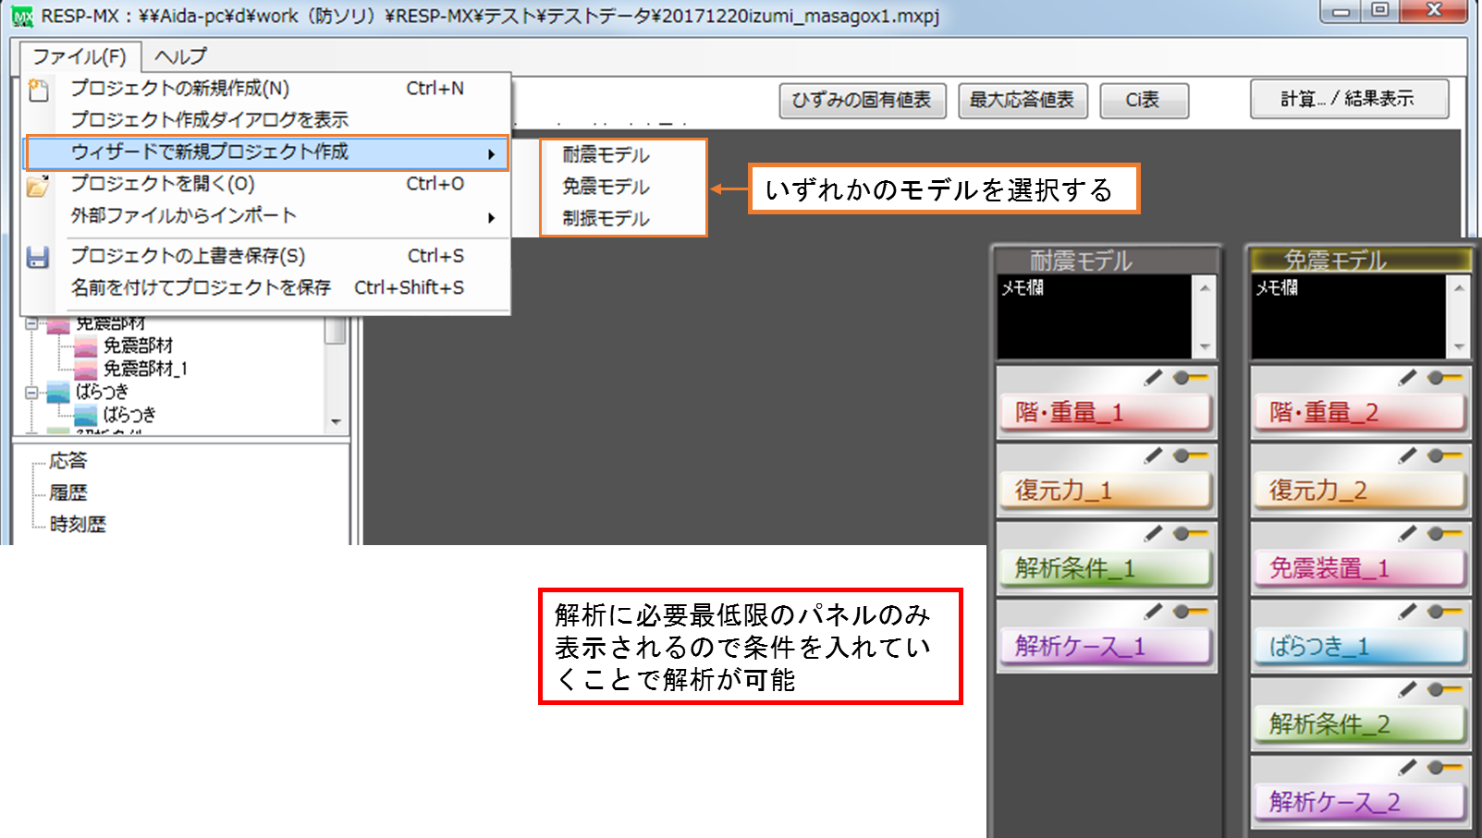 RESP-MX : ¥¥Aida-pc¥d¥work（防ソリ）¥RESP-MX¥テスト¥テストデータ¥20171220izumi_masagox1.mxpj
ファイル(F) ヘルプ
プロジェクトの新規作成(N) Ctrl+N
プロジェクト作成ダイアログを表示
ウィザードで新規プロジェクト作成
プロジェクトを開く(O) Ctrl+O
外部ファイルからインポート
プロジェクトの上書き保存(S) Ctrl+S
名前を付けてプロジェクトを保存 Ctrl+Shift+S
ひずみの固有値表 最大応答値表 Ci表 計算... / 結果表示
耐震モデル
免震モデル
制振モデル
いずれかのモデルを選択する
免震部材
免震部材
免震部材_1
ばらつき
ばらつき
応答
履歴
時刻歴
解析に必要最低限のパネルのみ
表示されるので条件を入れてい
くことで解析が可能
耐震モデル
メモ欄
階・重量_1
復元力_1
解析条件_1
解析ケース_1
免震モデル
メモ欄
階・重量_2
復元力_2
免震装置_1
ばらつき_1
解析条件_2
解析ケース_2